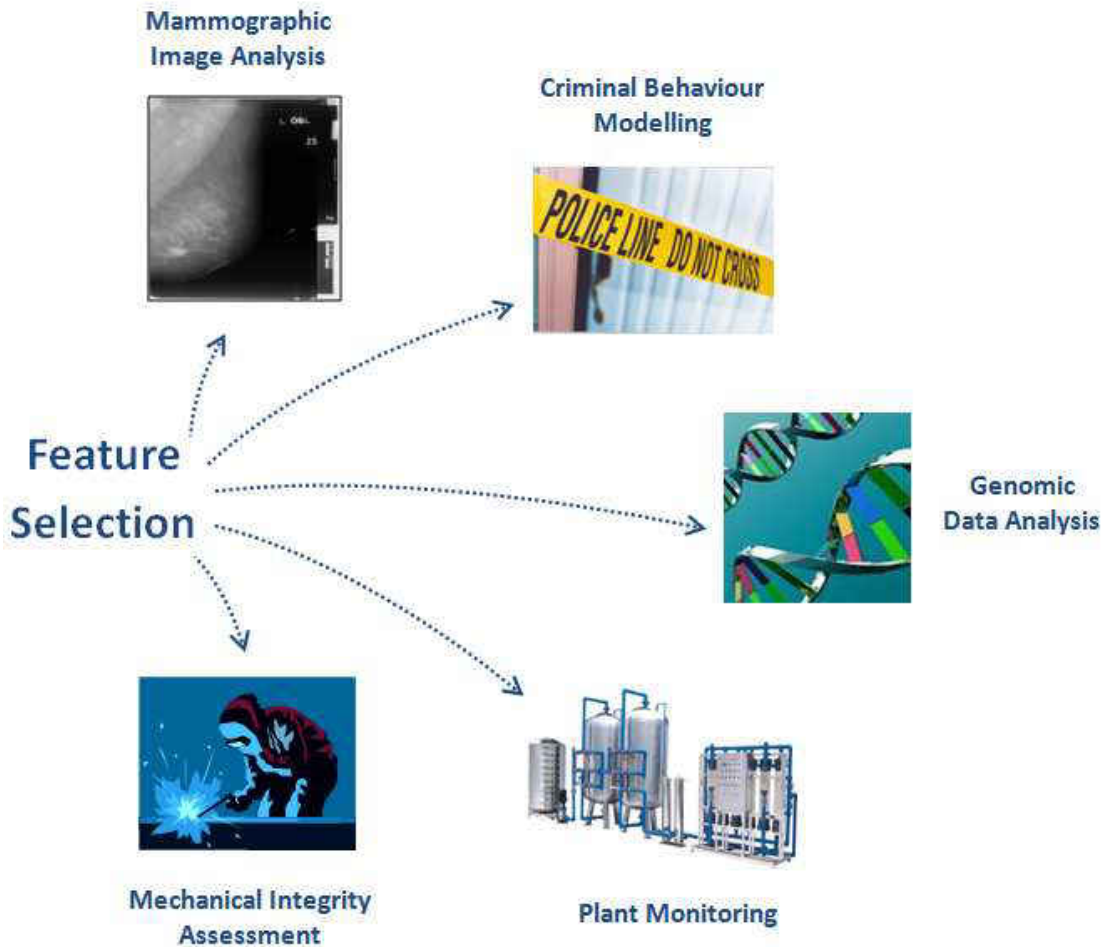 Mammographic
Image Analysis
L OBL
25
Criminal Behaviour
Modelling
POLICE LINE DO NOT CROSS
Feature
Selection
Genomic
Data Analysis
Mechanical Integrity
Assessment
Plant Monitoring